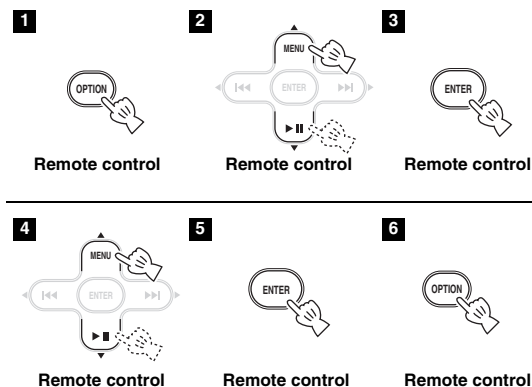 1 2 3
OPTION
MENU
ENTER
ENTER
Remote control Remote control Remote control
4 5 6
MENU
ENTER
ENTER
OPTION
Remote control Remote control Remote control